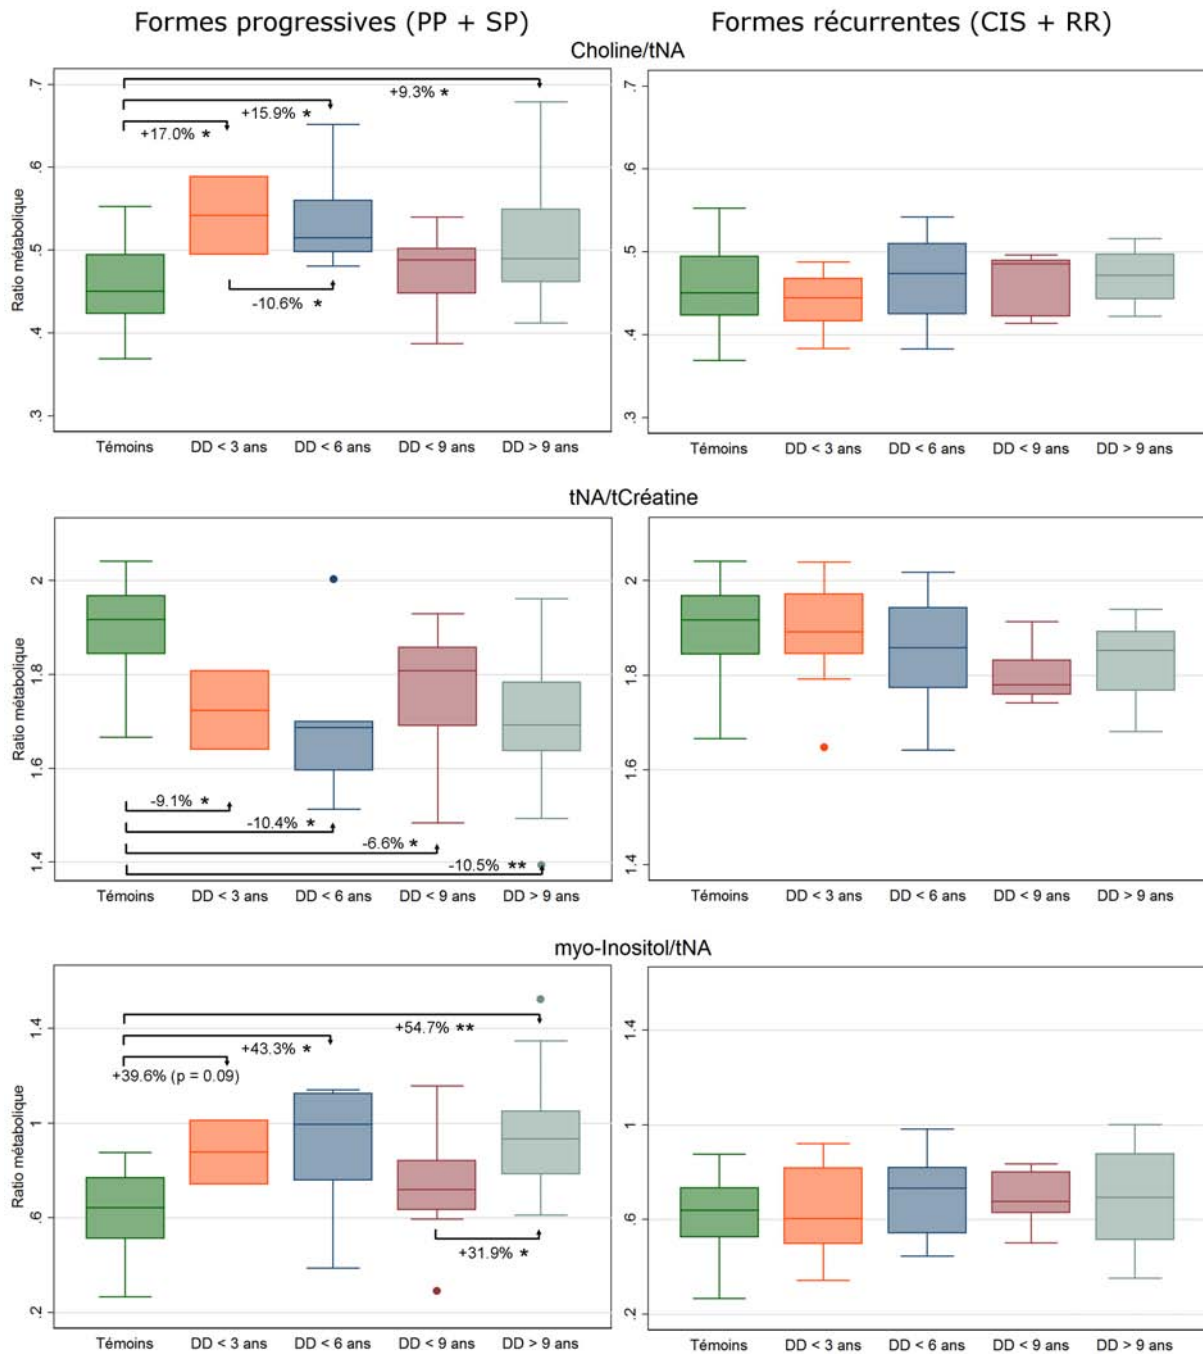 Formes progressives (PP + SP)
Formes récurrentes (CIS + RR)
Choline/tNA
Ratio métabolique
.7
.6
.5
.4
.3
+9.3% *
+15.9% *
+17.0% *
-10.6% *
Témoins DD < 3 ans DD < 6 ans DD < 9 ans DD > 9 ans
.7
.6
.5
.4
.3
Témoins DD < 3 ans DD < 6 ans DD < 9 ans DD > 9 ans
tNA/tCréatine
Ratio métabolique
2
1.8
1.6
1.4
-9.1% *
-10.4% *
-6.6% *
-10.5% **
Témoins DD < 3 ans DD < 6 ans DD < 9 ans DD > 9 ans
2
1.8
1.6
1.4
Témoins DD < 3 ans DD < 6 ans DD < 9 ans DD > 9 ans
myo-Inositol/tNA
Ratio métabolique
1.4
1
.6
.2
+54.7% **
+43.3% *
+39.6% (p = 0.09)
+31.9% *
Témoins DD < 3 ans DD < 6 ans DD < 9 ans DD > 9 ans
1.4
1
.6
.2
Témoins DD < 3 ans DD < 6 ans DD < 9 ans DD > 9 ans